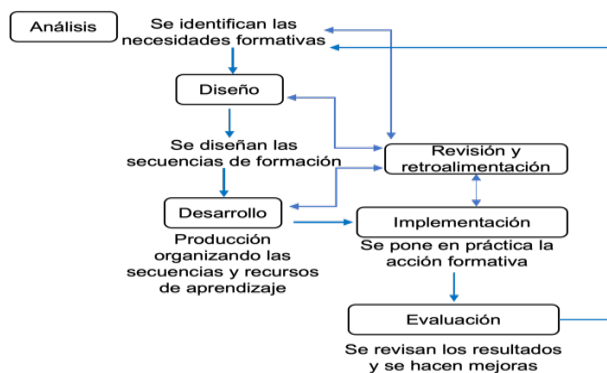 Análisis
Se identifican las
necesidades formativas
Diseño
Se diseñan las
secuencias de formación
Revisión y
retroalimentación
Desarrollo
Producción
organizando las
secuencias y recursos
de aprendizaje
Implementación
Se pone en práctica la
acción formativa
Evaluación
Se revisan los resultados
y se hacen mejoras